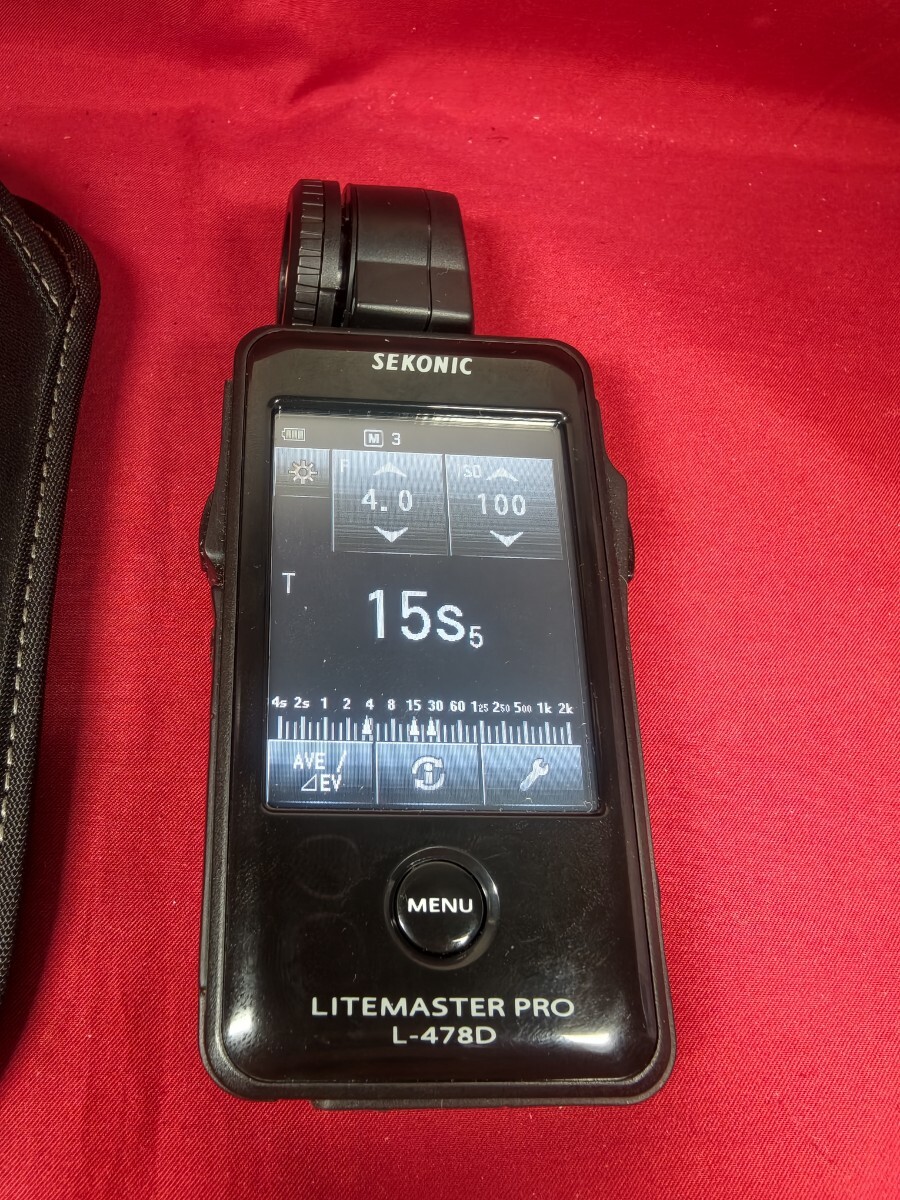 SEKONIC
M 3
F ISO
4.0 100
T
15s5
4s 2s 1 2 4 8 15 30 60 125 250 500 1k 2k
AVE /
⊿EV
MENU
LITEMASTER PRO
L-478D